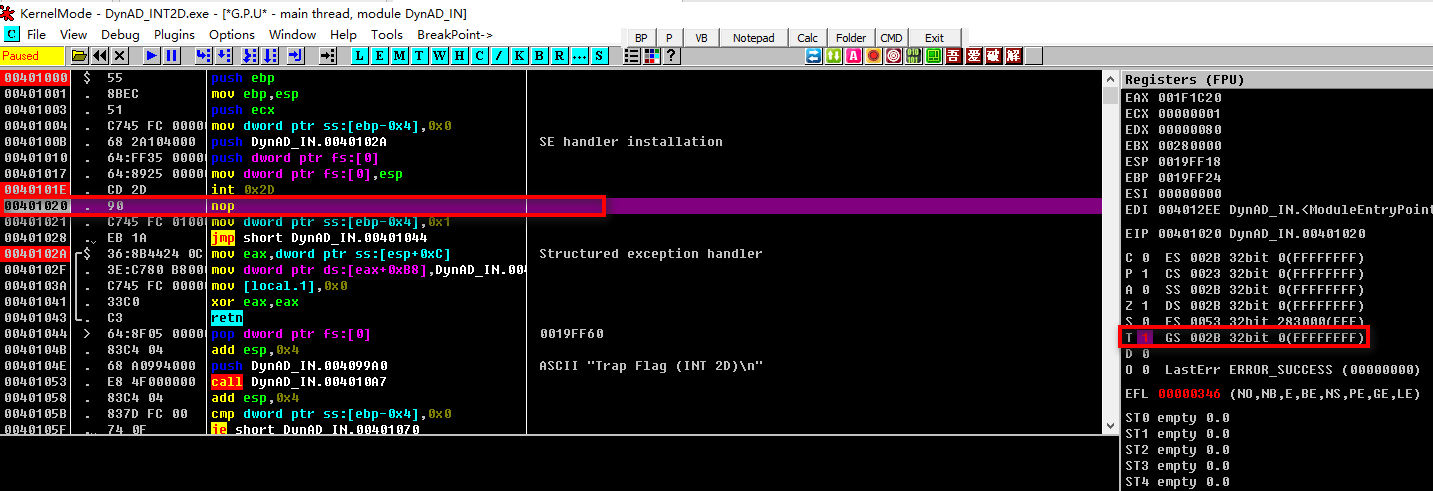 KernelMode - DynAD_INT2D.exe - [*G.P.U* - main thread, module DynAD_IN]
C File View Debug Plugins Options Window Help Tools BreakPoint->
BP P VB Notepad Calc Folder CMD Exit
Paused L E M T W H C / K B R ... S ? A 吾 爱 破 解
00401000 $ 55 push ebp
00401001 . 8BEC mov ebp,esp
00401003 . 51 push ecx
00401004 . C745 FC 00000 mov dword ptr ss:[ebp-0x4],0x0
0040100B . 68 2A104000 push DynAD_IN.0040102A SE handler installation
00401010 . 64:FF35 00000 push dword ptr fs:[0]
00401017 . 64:8925 00000 mov dword ptr fs:[0],esp
0040101E . CD 2D int 0x2D
00401020 . 90 nop
00401021 . C745 FC 01000 mov dword ptr ss:[ebp-0x4],0x1
00401028 . EB 1A jmp short DynAD_IN.00401044
0040102A $ 36:8B4424 0C mov eax,dword ptr ss:[esp+0xC] Structured exception handler
0040102F . 3E:C780 B8000 mov dword ptr ds:[eax+0xB8],DynAD_IN.004
0040103A . C745 FC 00000 mov [local.1],0x0
00401041 . 33C0 xor eax,eax
00401043 . C3 retn
00401044 > 64:8F05 00000 pop dword ptr fs:[0] 0019FF60
0040104B . 83C4 04 add esp,0x4
0040104E . 68 A0994000 push DynAD_IN.004099A0 ASCII "Trap Flag (INT 2D)\n"
00401053 . E8 4F000000 call DynAD_IN.004010A7
00401058 . 83C4 04 add esp,0x4
0040105B . 837D FC 00 cmp dword ptr ss:[ebp-0x4],0x0
0040105F . 74 0F je short DynAD_IN.00401070
Registers (FPU)
EAX 001F1C20
ECX 00000001
EDX 00000080
EBX 00280000
ESP 0019FF18
EBP 0019FF24
ESI 00000000
EDI 004012EE DynAD_IN.<ModuleEntryPoint
EIP 00401020 DynAD_IN.00401020
C 0 ES 002B 32bit 0(FFFFFFFF)
P 1 CS 0023 32bit 0(FFFFFFFF)
A 0 SS 002B 32bit 0(FFFFFFFF)
Z 1 DS 002B 32bit 0(FFFFFFFF)
S 0 FS 0053 32bit 283000(FFF)
T 1 GS 002B 32bit 0(FFFFFFFF)
D 0
O 0 LastErr ERROR_SUCCESS (00000000)
EFL 00000346 (NO,NB,E,BE,NS,PE,GE,LE)
ST0 empty 0.0
ST1 empty 0.0
ST2 empty 0.0
ST3 empty 0.0
ST4 empty 0.0